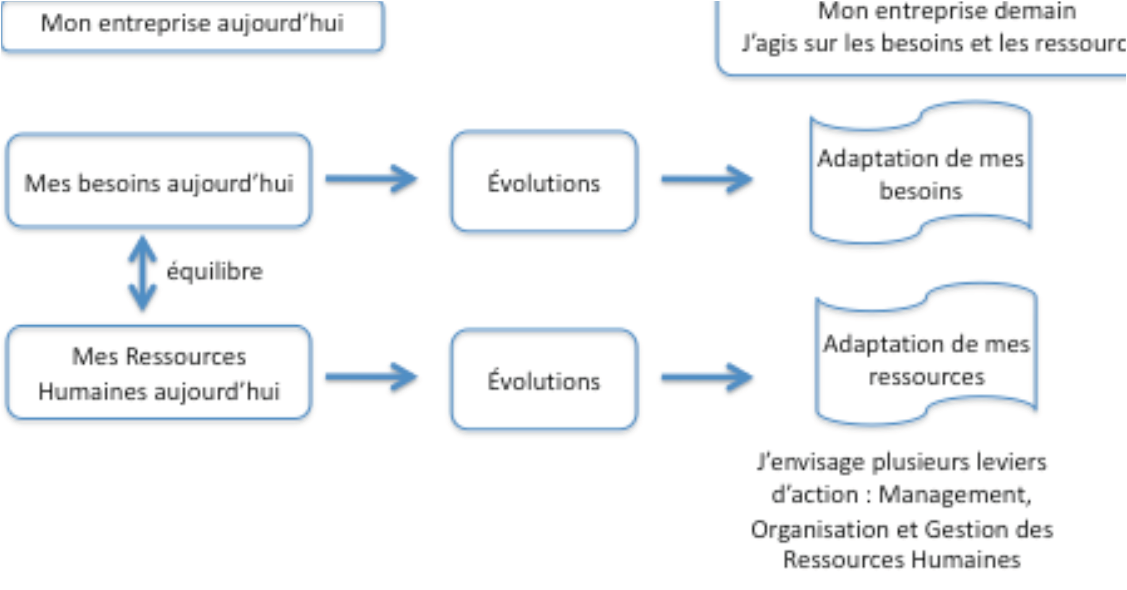 Mon entreprise aujourd'hui
Mon entreprise demain
J'agis sur les besoins et les
Mes besoins aujourd'hui
Évolutions
Adaptation de mes
besoins
équilibre
Mes Ressources
Humaines aujourd'hui
Évolutions
Adaptation de mes
ressources
J'envisage plusieurs leviers
d'action : Management,
Organisation et Gestion des
Ressources Humaines